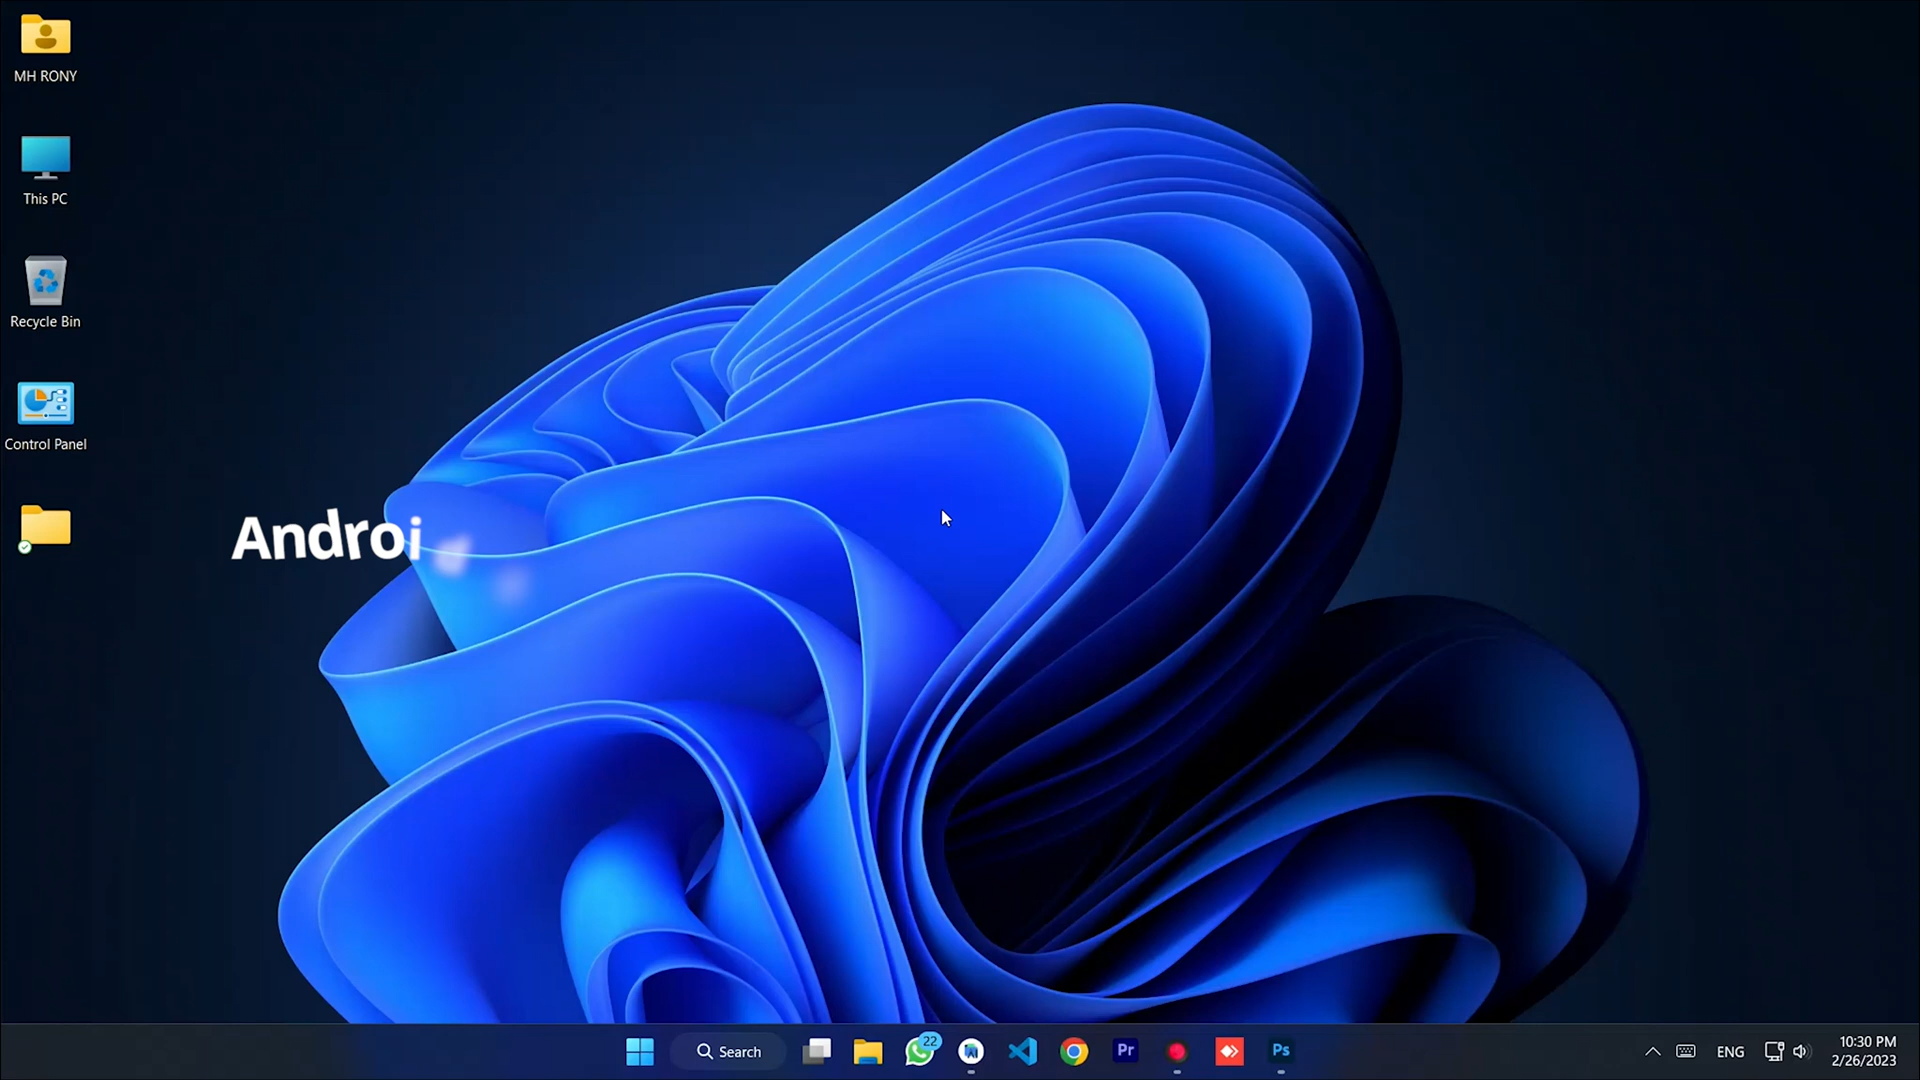 MH RONY
This PC
Recycle Bin
Control Panel
Androi
Search
22
Pr
Ps
ENG
10:30 PM
2/26/2023